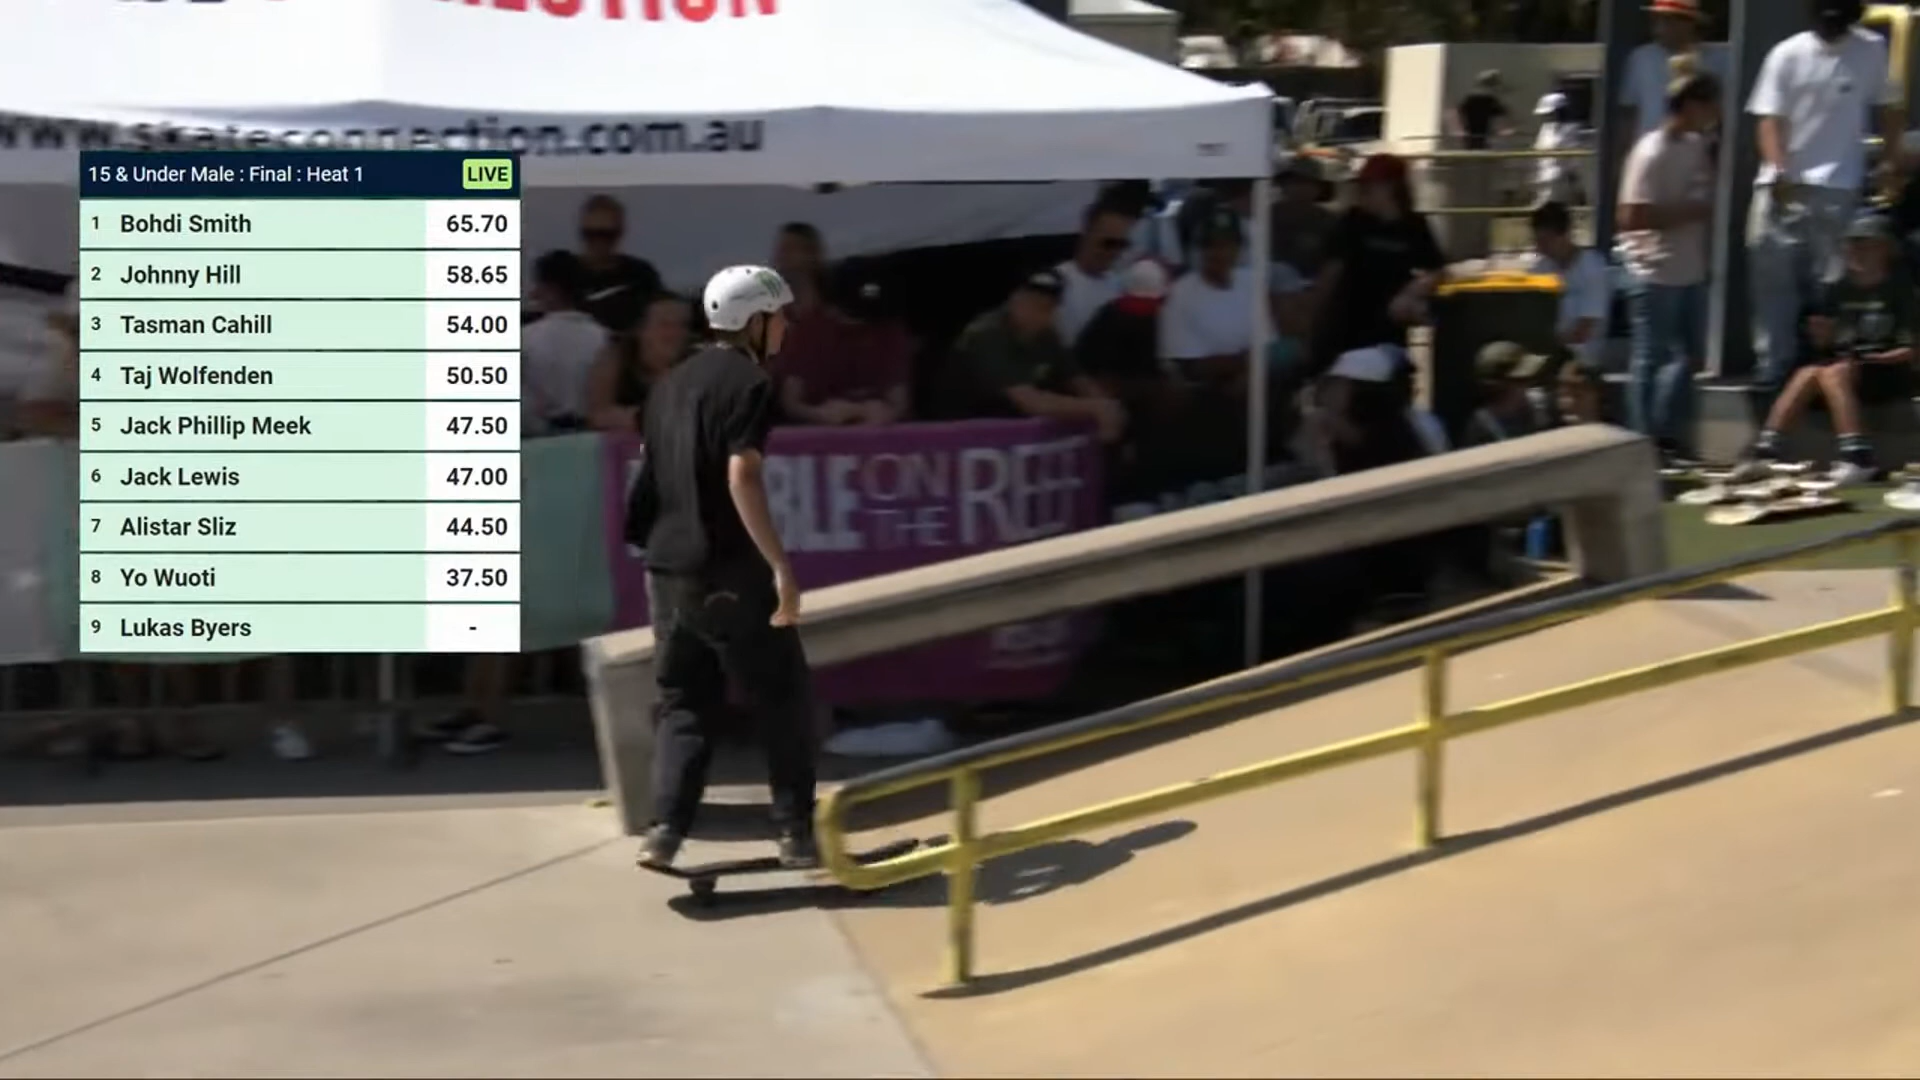 www.skateconnection.com.au
15 & Under Male : Final : Heat 1 LIVE
1 Bohdi Smith 65.70
2 Johnny Hill 58.65
3 Tasman Cahill 54.00
4 Taj Wolfenden 50.50
5 Jack Phillip Meek 47.50
6 Jack Lewis 47.00
7 Alistar Sliz 44.50
8 Yo Wuoti 37.50
9 Lukas Byers -
ON
THE
REEF